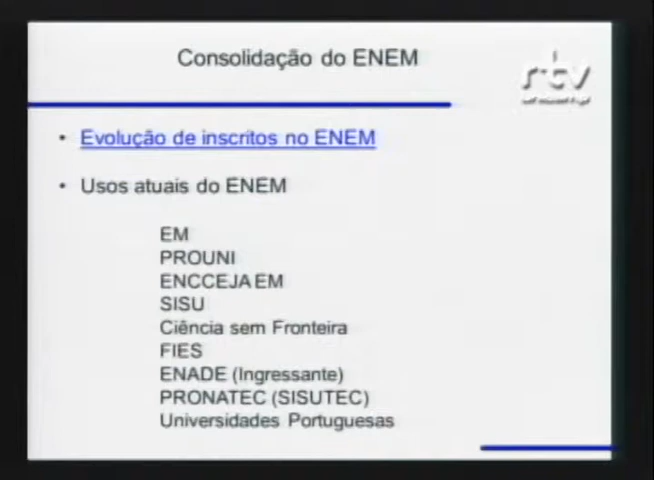 Consolidação do ENEM
rtv
• Evolução de inscritos no ENEM
• Usos atuais do ENEM
EM
PROUNI
ENCCEJA EM
SISU
Ciência sem Fronteira
FIES
ENADE (Ingressante)
PRONATEC (SISUTEC)
Universidades Portuguesas